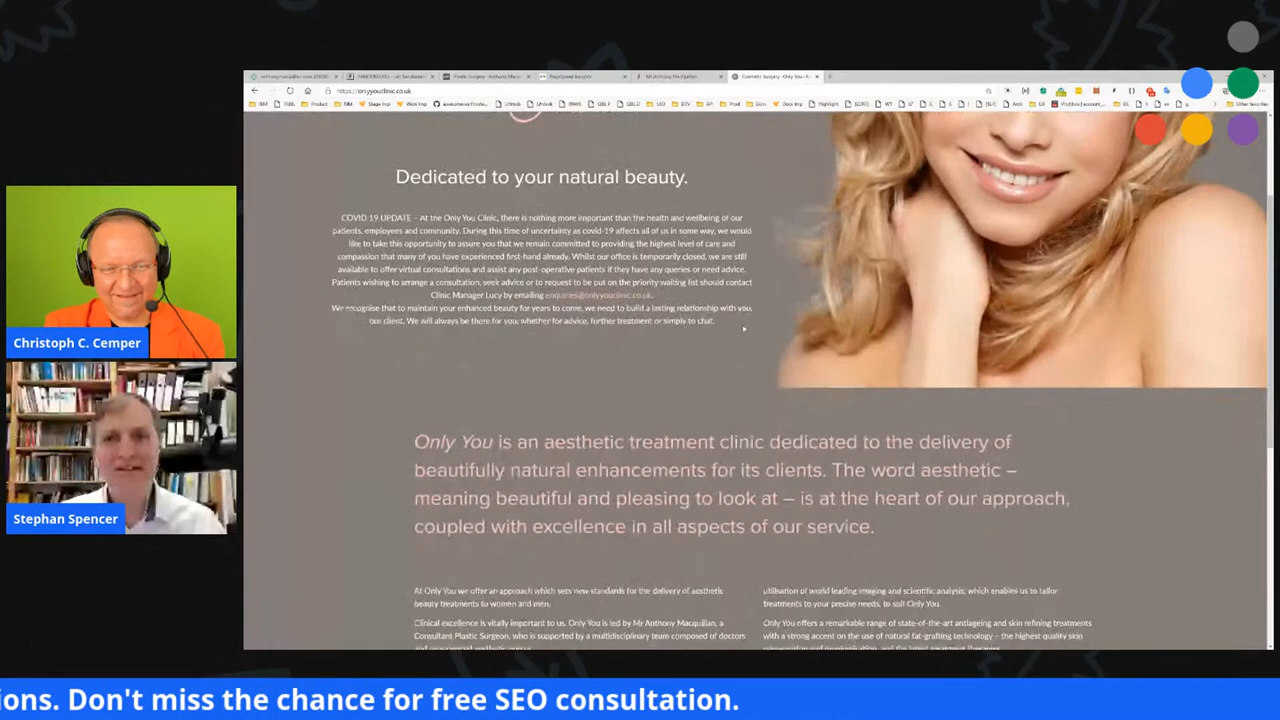 Plastic Surgery - Anthony Mac
PageSpeed Insights
Mr Anthony MacQuillan
Cosmetic Surgery - Only You -
https://onlyyouclinic.co.uk
Dedicated to your natural beauty.
COVID 19 UPDATE – At the Only You Clinic, there is nothing more important than the health and wellbeing of our
patients, employees and community. During this time of uncertainty as covid-19 affects all of us in some way, we would
like to take this opportunity to assure you that we remain committed to providing the highest level of care and
compassion that many of you have experienced first-hand already. Whilst our office is temporarily closed, we are still
available to offer virtual consultations and assist any post-operative patients if they have any queries or need advice.
Patients wishing to arrange a consultation, seek advice or to request to be put on the priority waiting list should contact
Clinic Manager Lucy by emailing enquiries@onlyyouclinic.co.uk.
We recognise that to maintain your enhanced beauty for years to come, we need to build a lasting relationship with you,
our client. We will always be there for you, whether for advice, further treatment or simply to chat.
Christoph C. Cemper
Only You is an aesthetic treatment clinic dedicated to the delivery of
beautifully natural enhancements for its clients. The word aesthetic –
meaning beautiful and pleasing to look at – is at the heart of our approach,
coupled with excellence in all aspects of our service.
Stephan Spencer
At Only You we offer an approach which sets new standards for the delivery of aesthetic
beauty treatments to women and men.
Clinical excellence is vitally important to us. Only You is led by Mr Anthony Macquillan, a
Consultant Plastic Surgeon, who is supported by a multidisciplinary team composed of doctors
utilisation of world leading imaging and scientific analysis; which enables us to tailor
treatments to your precise needs, to suit Only You.
Only You offers a remarkable range of state-of-the-art antiageing and skin refining treatments
with a strong accent on the use of natural fat-grafting technology – the highest quality skin
ions. Don't miss the chance for free SEO consultation.